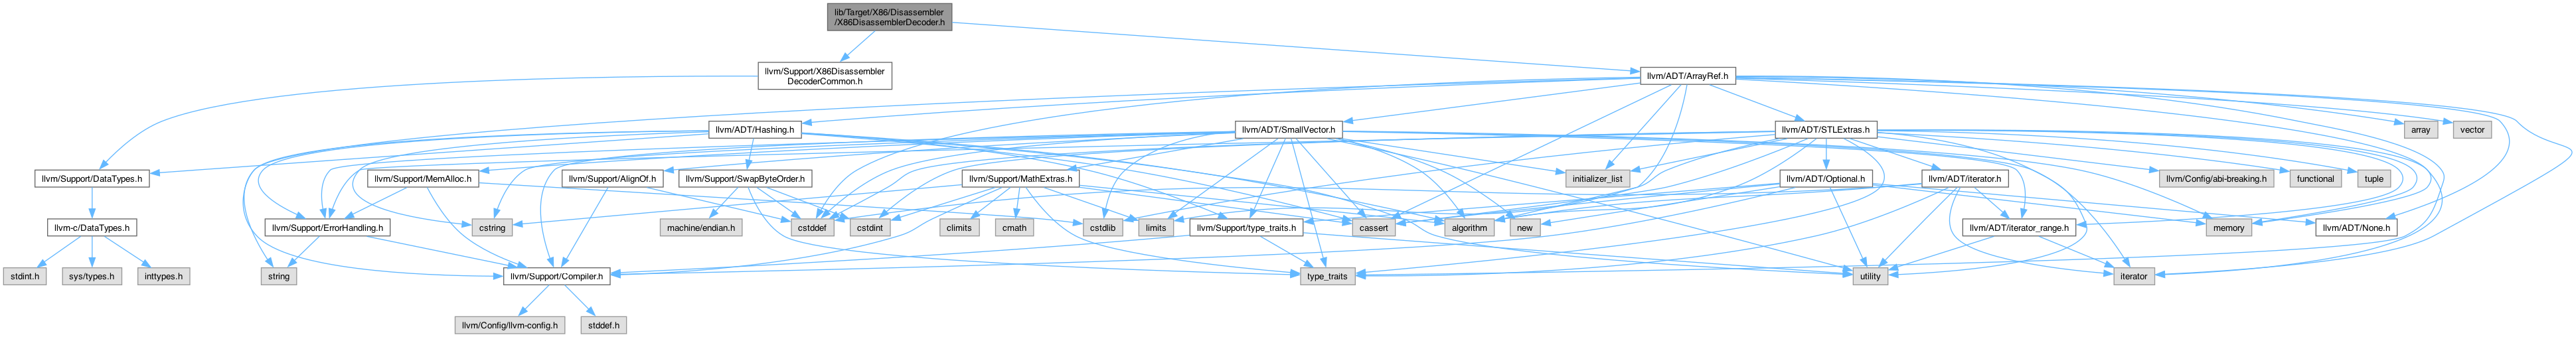 lib/Target/X86/Disassembler
/X86DisassemblerDecoder.h
llvm/Support/X86Disassembler
DecoderCommon.h
llvm/ADT/ArrayRef.h
llvm/ADT/Hashing.h
llvm/ADT/SmallVector.h
llvm/ADT/STLExtras.h
array
vector
llvm/Support/DataTypes.h
llvm/Support/MemAlloc.h
llvm/Support/AlignOf.h
llvm/Support/SwapByteOrder.h
llvm/Support/MathExtras.h
initializer_list
llvm/ADT/Optional.h
llvm/ADT/iterator.h
llvm/Config/abi-breaking.h
functional
tuple
llvm-c/DataTypes.h
llvm/Support/ErrorHandling.h
cstring
machine/endian.h
cstddef
cstdint
climits
cmath
cstdlib
limits
llvm/Support/type_traits.h
cassert
algorithm
new
llvm/ADT/iterator_range.h
memory
llvm/ADT/None.h
stdint.h
sys/types.h
inttypes.h
string
llvm/Support/Compiler.h
type_traits
utility
iterator
llvm/Config/llvm-config.h
stddef.h